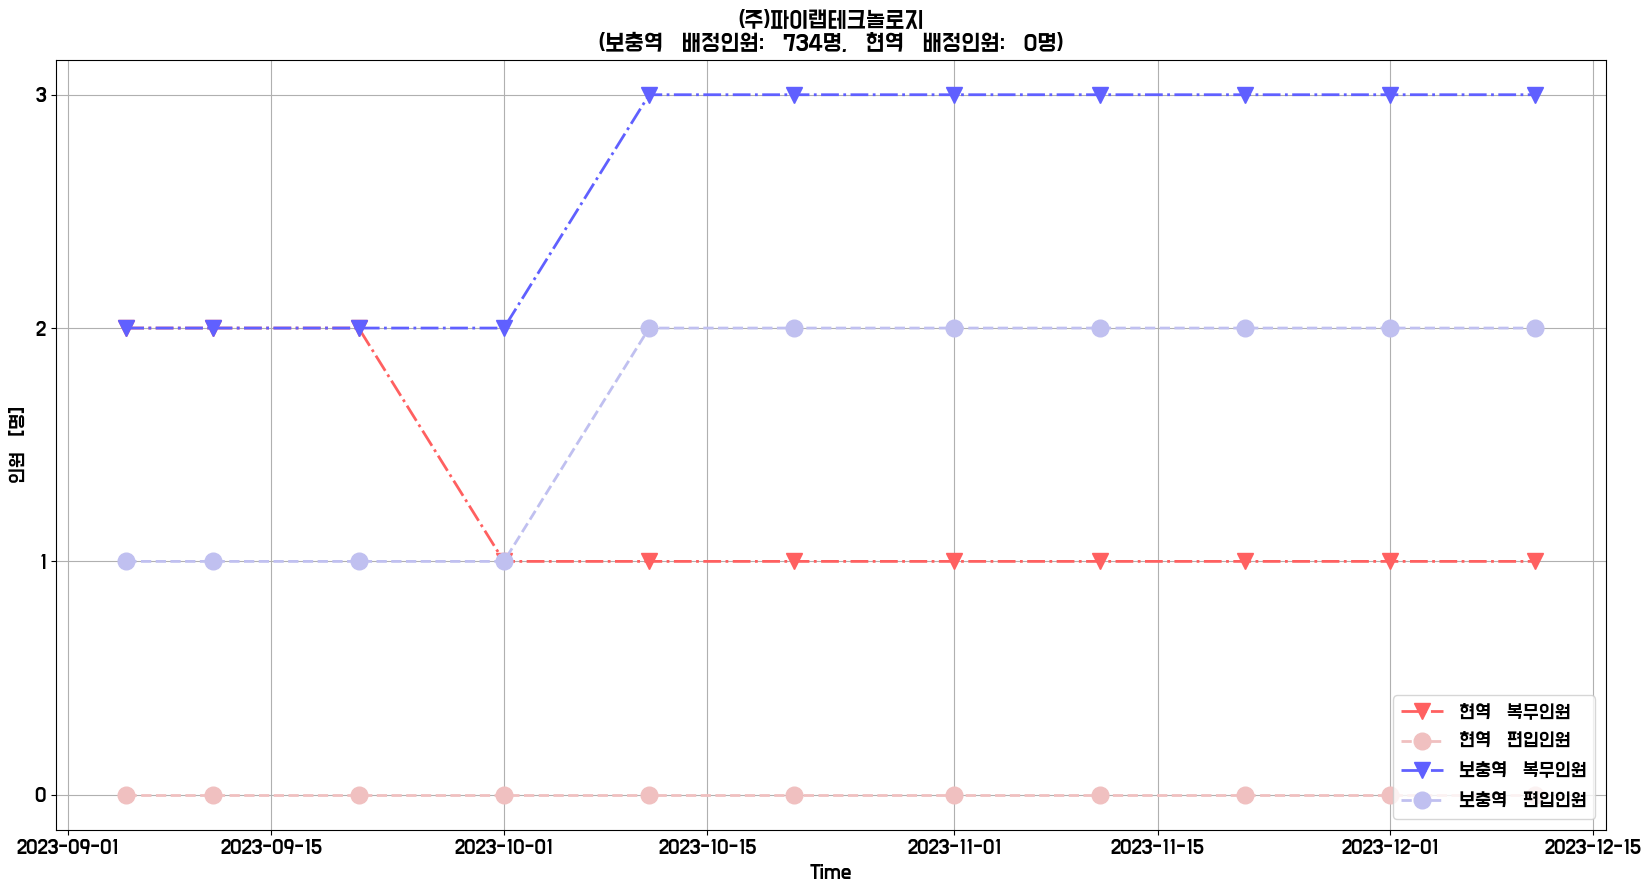 (주)파이랩테크놀로지
(보충역 배정인원: 734명, 현역 배정인원: 0명)
인원 [명]
3
2
1
0
2023-09-01 2023-09-15 2023-10-01 2023-10-15 2023-11-01 2023-11-15 2023-12-01 2023-12-15
Time
현역 복무인원
현역 편입인원
보충역 복무인원
보충역 편입인원